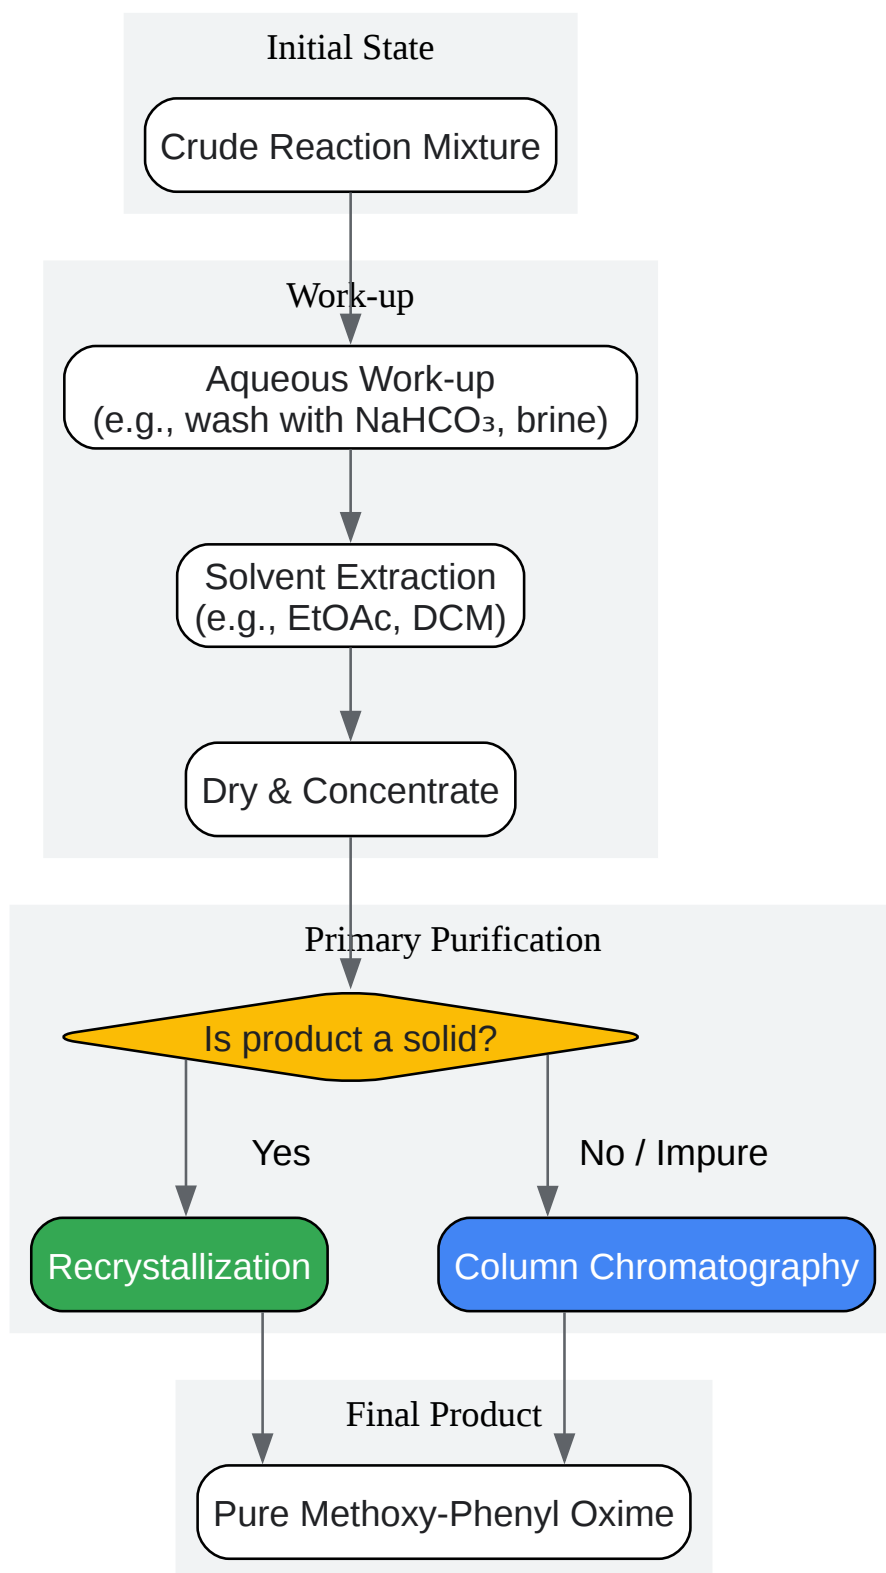 Initial State
Crude Reaction Mixture
Work-up
Aqueous Work-up
(e.g., wash with NaHCO₃, brine)
Solvent Extraction
(e.g., EtOAc, DCM)
Dry & Concentrate
Primary Purification
Is product a solid?
Yes
No / Impure
Recrystallization
Column Chromatography
Final Product
Pure Methoxy-Phenyl Oxime